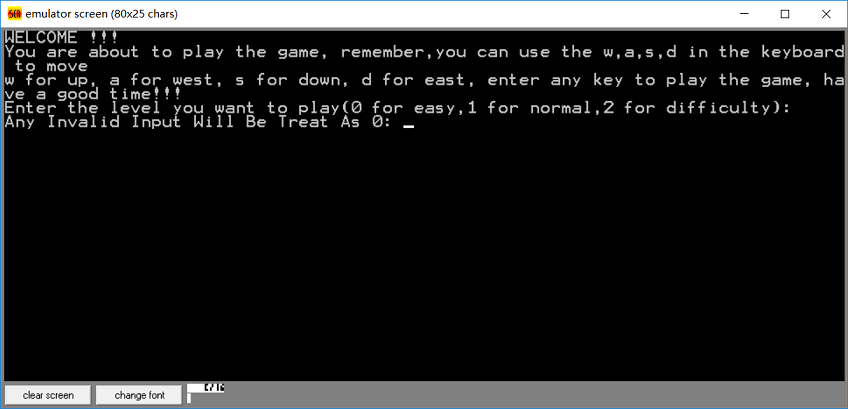 emulator screen (80x25 chars)
WELCOME !!!
You are about to play the game, remember,you can use the w,a,s,d in the keyboard
to move
w for up, a for west, s for down, d for east, enter any key to play the game, ha
ve a good time!!!
Enter the level you want to play(0 for easy,1 for normal,2 for difficulty):
Any Invalid Input Will Be Treat As 0:
clear screen
change font